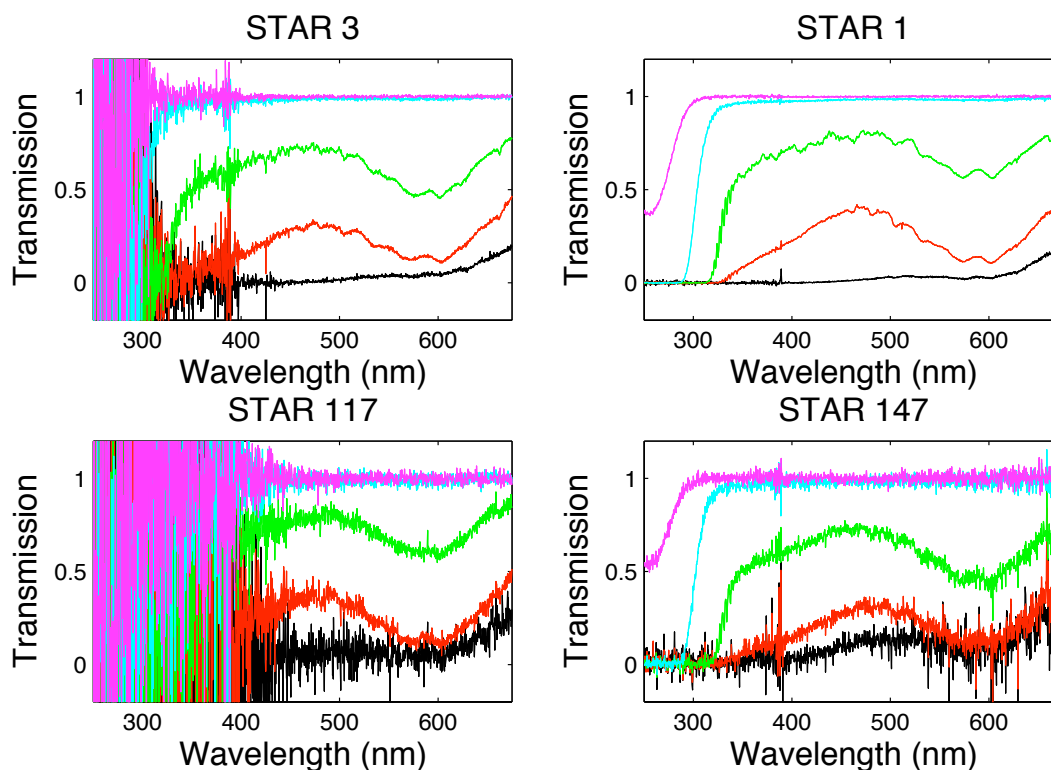 STAR 3
Transmission
1
0.5
0
300 400 500 600
Wavelength (nm)
STAR 1
Transmission
1
0.5
0
300 400 500 600
Wavelength (nm)
STAR 117
Transmission
1
0.5
0
300 400 500 600
Wavelength (nm)
STAR 147
Transmission
1
0.5
0
300 400 500 600
Wavelength (nm)